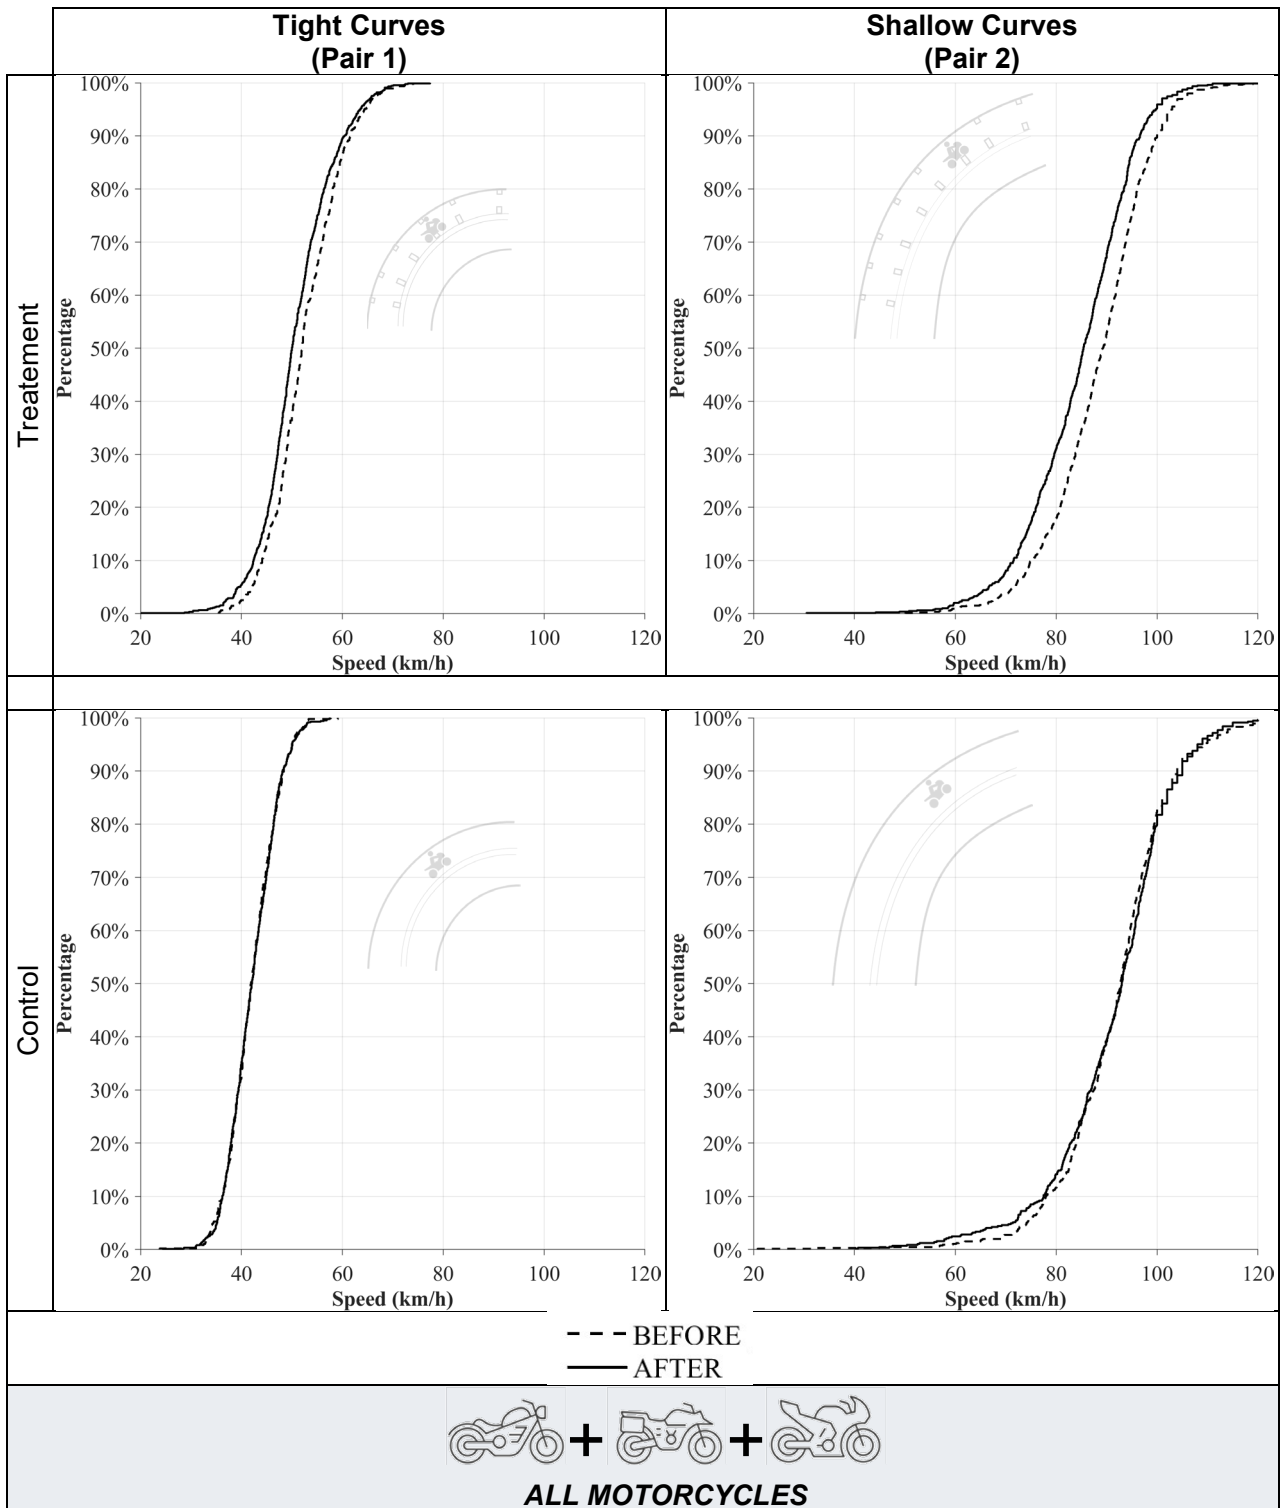 Tight Curves
(Pair 1)
Shallow Curves
(Pair 2)
Treatement
100%
90%
80%
70%
60%
50%
40%
30%
20%
10%
0%
Percentage
20 40 60 80 100 120
Speed (km/h)
100%
90%
80%
70%
60%
50%
40%
30%
20%
10%
0%
Percentage
20 40 60 80 100 120
Speed (km/h)
Control
100%
90%
80%
70%
60%
50%
40%
30%
20%
10%
0%
Percentage
20 40 60 80 100 120
Speed (km/h)
100%
90%
80%
70%
60%
50%
40%
30%
20%
10%
0%
Percentage
20 40 60 80 100 120
Speed (km/h)
BEFORE
AFTER
+ +
ALL MOTORCYCLES